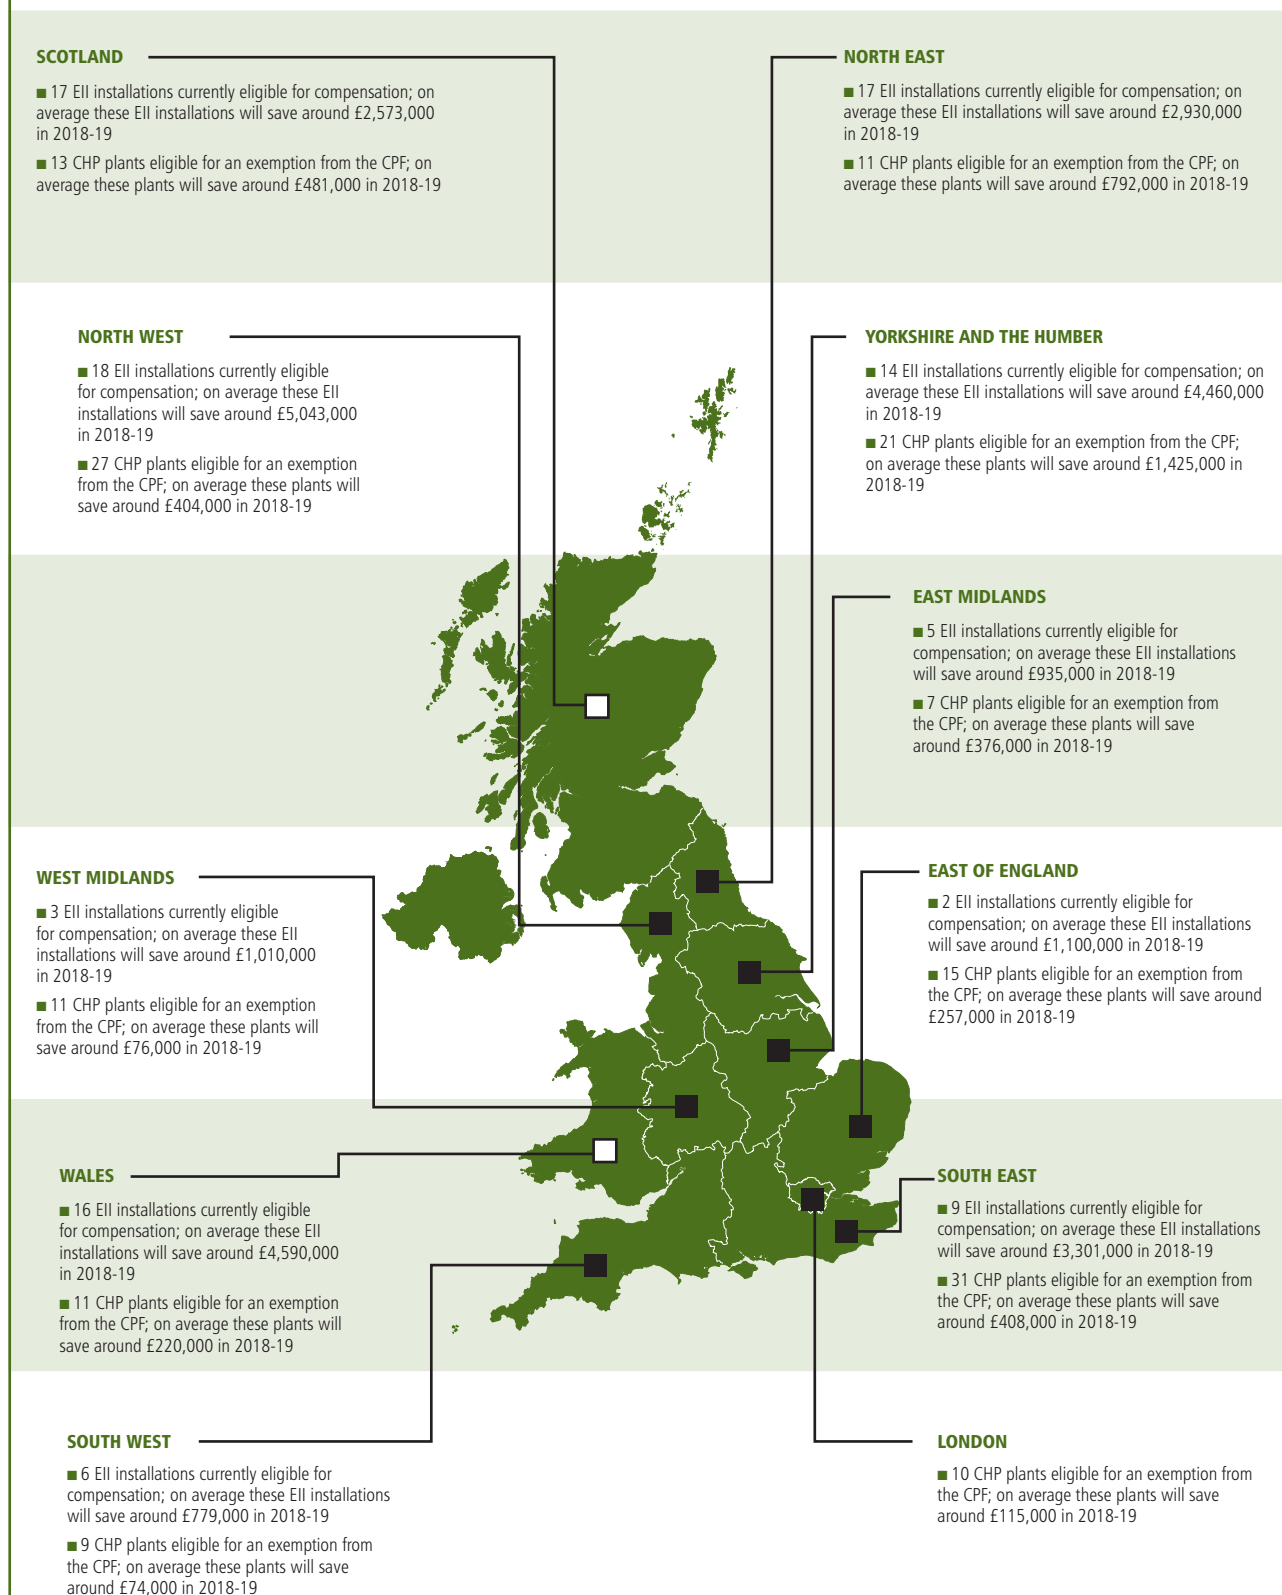 SCOTLAND
■ 17 EII installations currently eligible for compensation; on
average these EII installations will save around £2,573,000
in 2018-19
■ 13 CHP plants eligible for an exemption from the CPF; on
average these plants will save around £481,000 in 2018-19
NORTH EAST
■ 17 EII installations currently eligible for compensation; on
average these EII installations will save around £2,930,000
in 2018-19
■ 11 CHP plants eligible for an exemption from the CPF; on
average these plants will save around £792,000 in 2018-19
NORTH WEST
■ 18 EII installations currently eligible
for compensation; on average these EII
installations will save around £5,043,000
in 2018-19
■ 27 CHP plants eligible for an exemption
from the CPF; on average these plants will
save around £404,000 in 2018-19
YORKSHIRE AND THE HUMBER
■ 14 EII installations currently eligible for compensation; on
average these EII installations will save around £4,460,000
in 2018-19
■ 21 CHP plants eligible for an exemption from the CPF;
on average these plants will save around £1,425,000 in
2018-19
EAST MIDLANDS
■ 5 EII installations currently eligible for
compensation; on average these EII installations
will save around £935,000 in 2018-19
■ 7 CHP plants eligible for an exemption from
the CPF; on average these plants will save
around £376,000 in 2018-19
WEST MIDLANDS
■ 3 EII installations currently eligible
for compensation; on average these EII
installations will save around £1,010,000
in 2018-19
■ 11 CHP plants eligible for an exemption
from the CPF; on average these plants will
save around £76,000 in 2018-19
EAST OF ENGLAND
■ 2 EII installations currently eligible for
compensation; on average these EII installations
will save around £1,100,000 in 2018-19
■ 15 CHP plants eligible for an exemption from
the CPF; on average these plants will save around
£257,000 in 2018-19
WALES
■ 16 EII installations currently eligible
for compensation; on average these EII
installations will save around £4,590,000
in 2018-19
■ 11 CHP plants eligible for an exemption
from the CPF; on average these plants will
save around £220,000 in 2018-19
SOUTH EAST
■ 9 EII installations currently eligible for
compensation; on average these EII installations
will save around £3,301,000 in 2018-19
■ 31 CHP plants eligible for an exemption from
the CPF; on average these plants will save
around £408,000 in 2018-19
SOUTH WEST
■ 6 EII installations currently eligible for
compensation; on average these EII installations
will save around £779,000 in 2018-19
■ 9 CHP plants eligible for an exemption from
the CPF; on average these plants will save
around £74,000 in 2018-19
LONDON
■ 10 CHP plants eligible for an exemption from
the CPF; on average these plants will save
around £115,000 in 2018-19